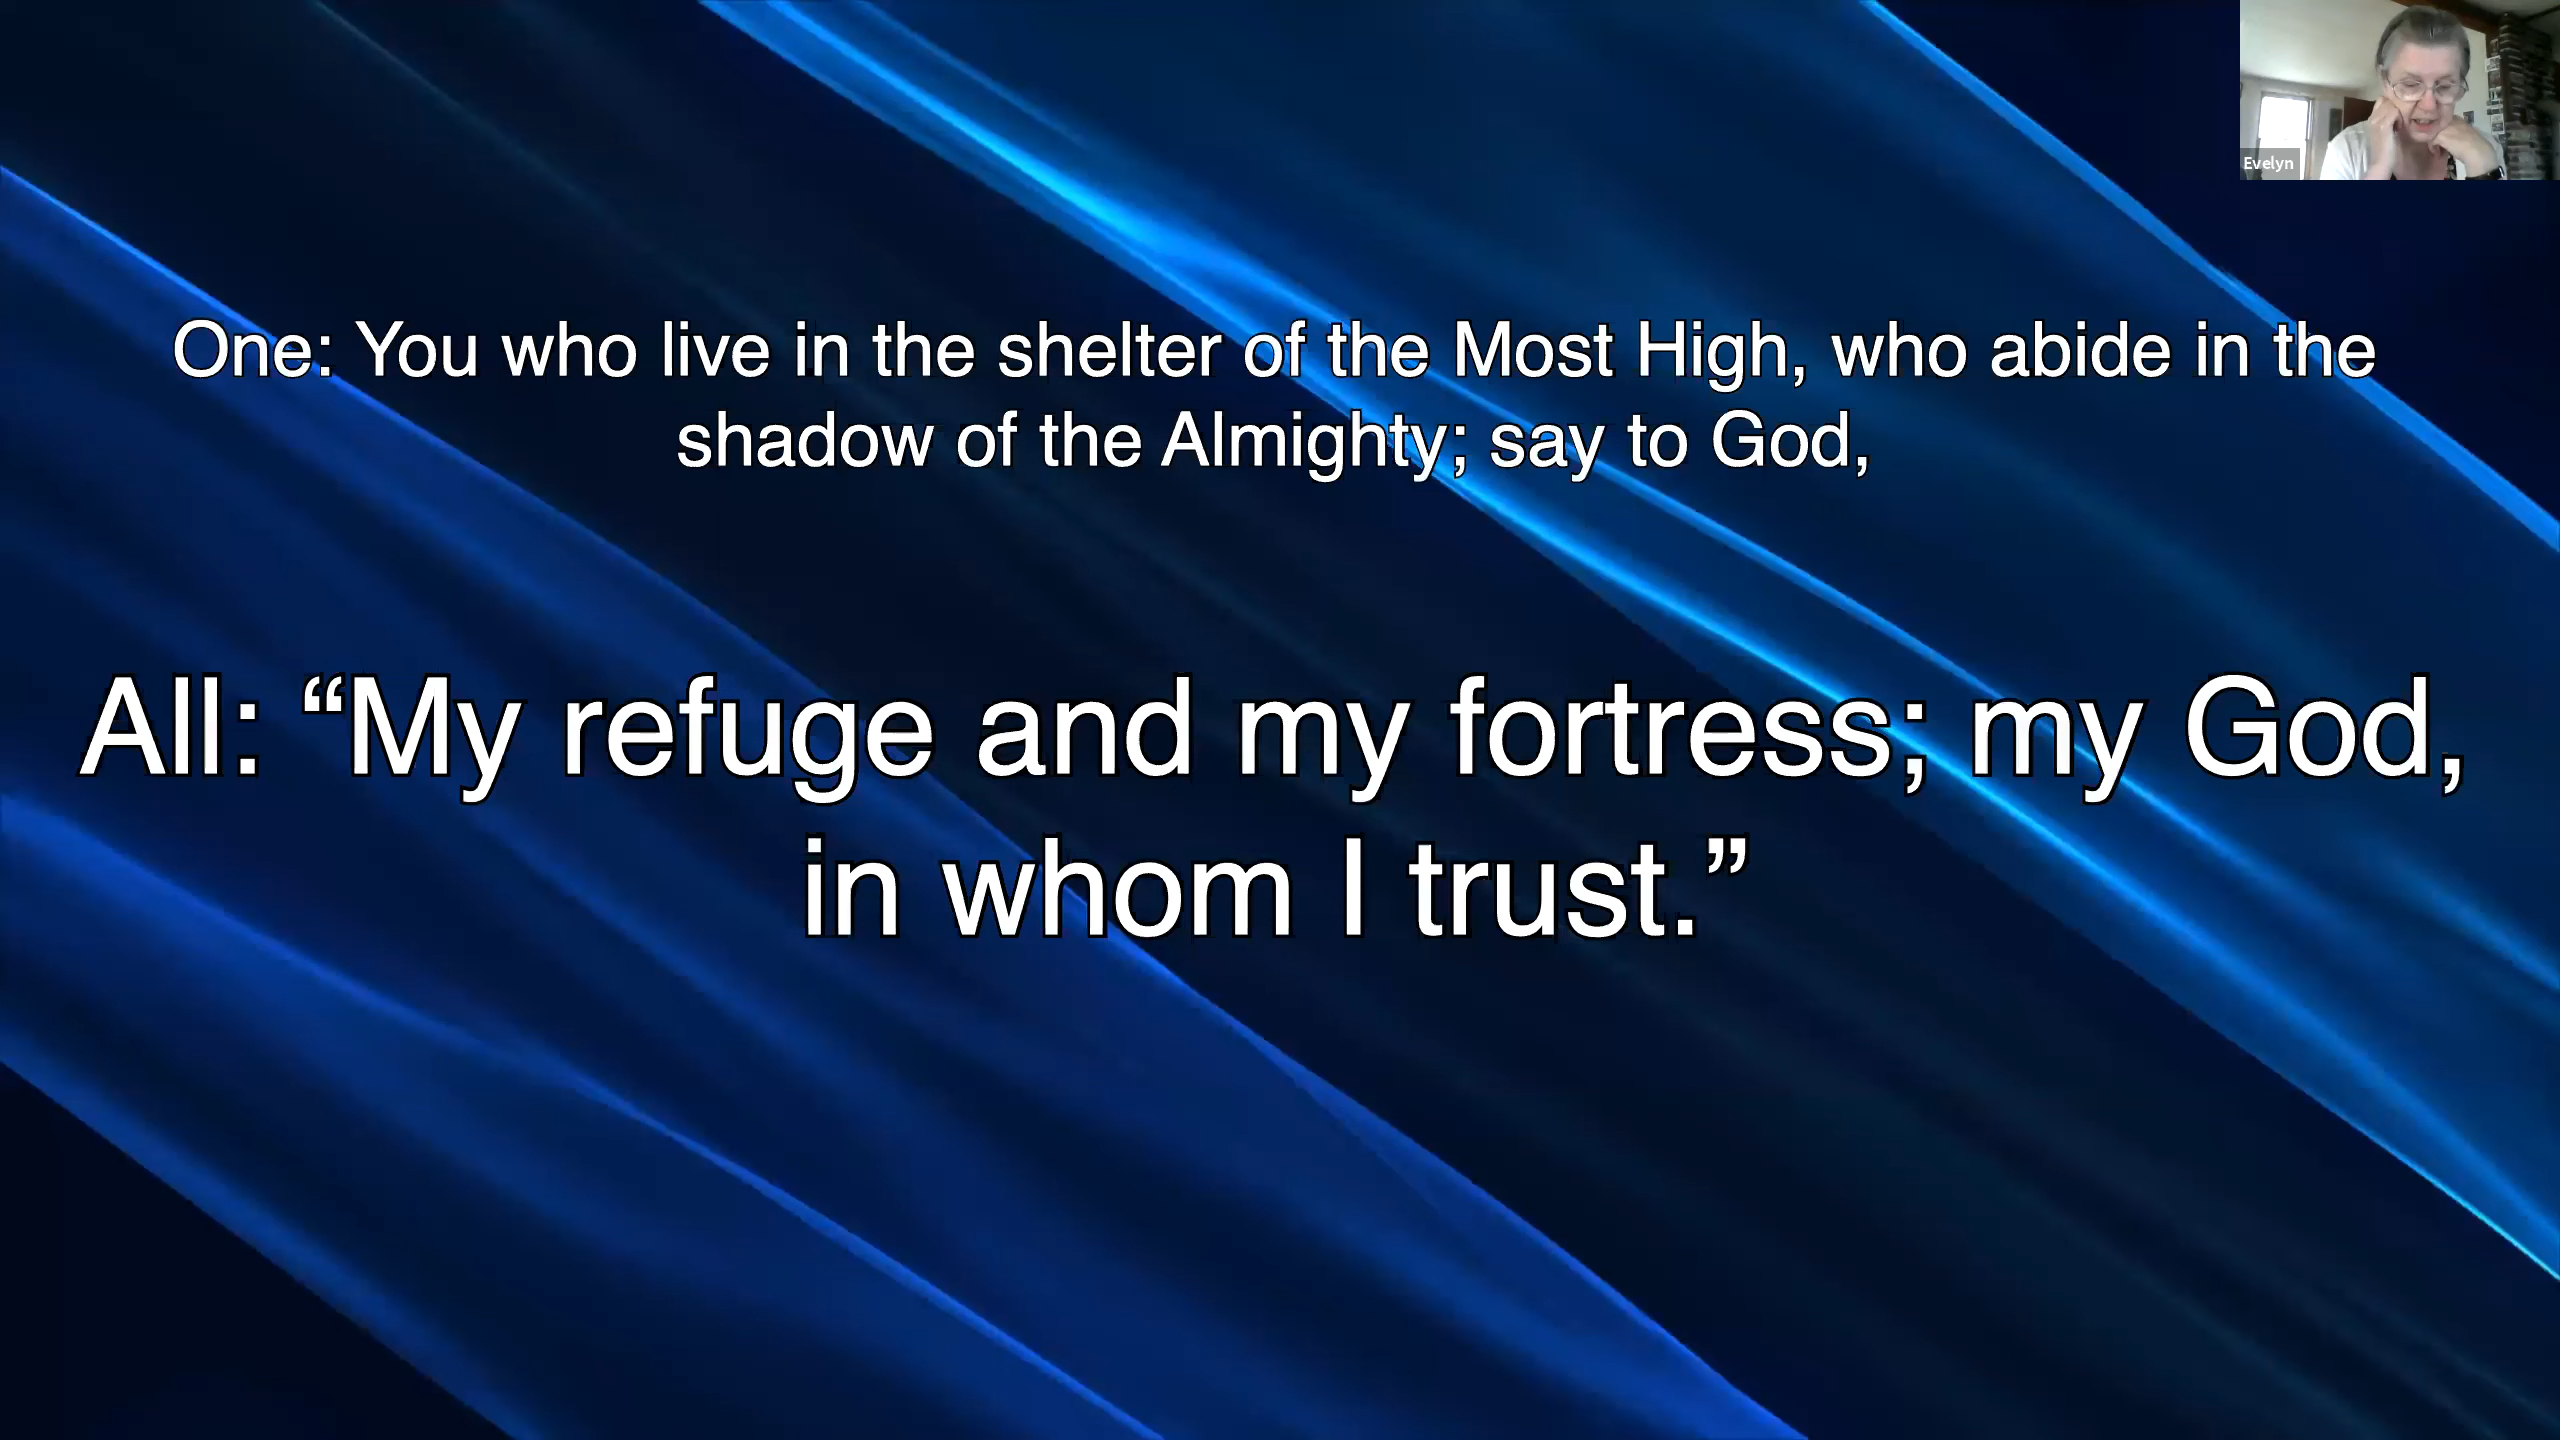 Evelyn
One: You who live in the shelter of the Most High, who abide in the
shadow of the Almighty; say to God,
All: “My refuge and my fortress; my God,
in whom I trust.”